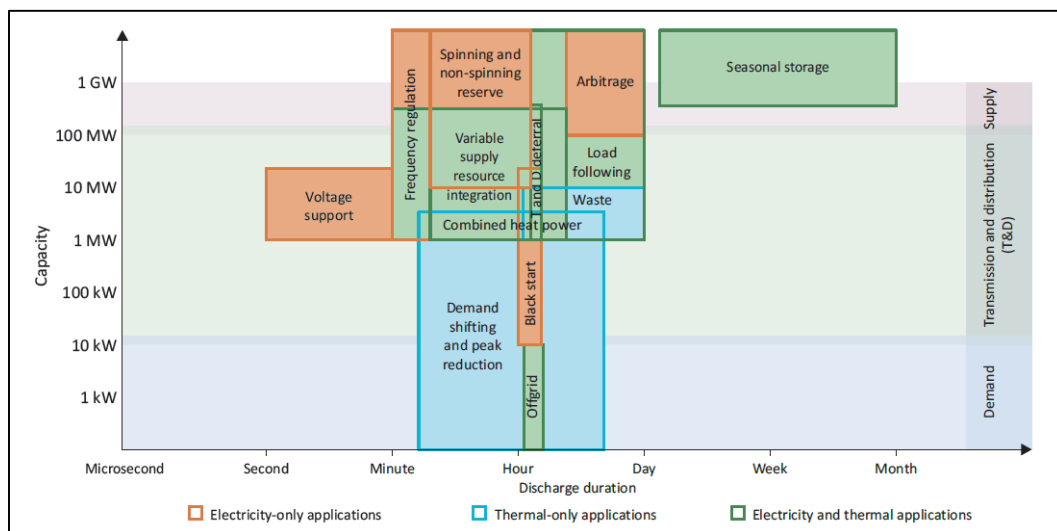 Capacity
1 GW
100 MW
10 MW
1 MW
100 kW
10 kW
1 kW
Frequency regulation
Spinning and
non-spinning
reserve
Arbitrage
Seasonal storage
Variable
supply
resource
integration
T and D deterral
Load
following
Waste
Voltage
support
Combined heat power
Demand
shifting
and peak
reduction
Black start
Offgrid
Supply
Transmission and distribution
(T&D)
Demand
Microsecond
Second
Minute
Hour
Day
Week
Month
Discharge duration
Electricity-only applications
Thermal-only applications
Electricity and thermal applications